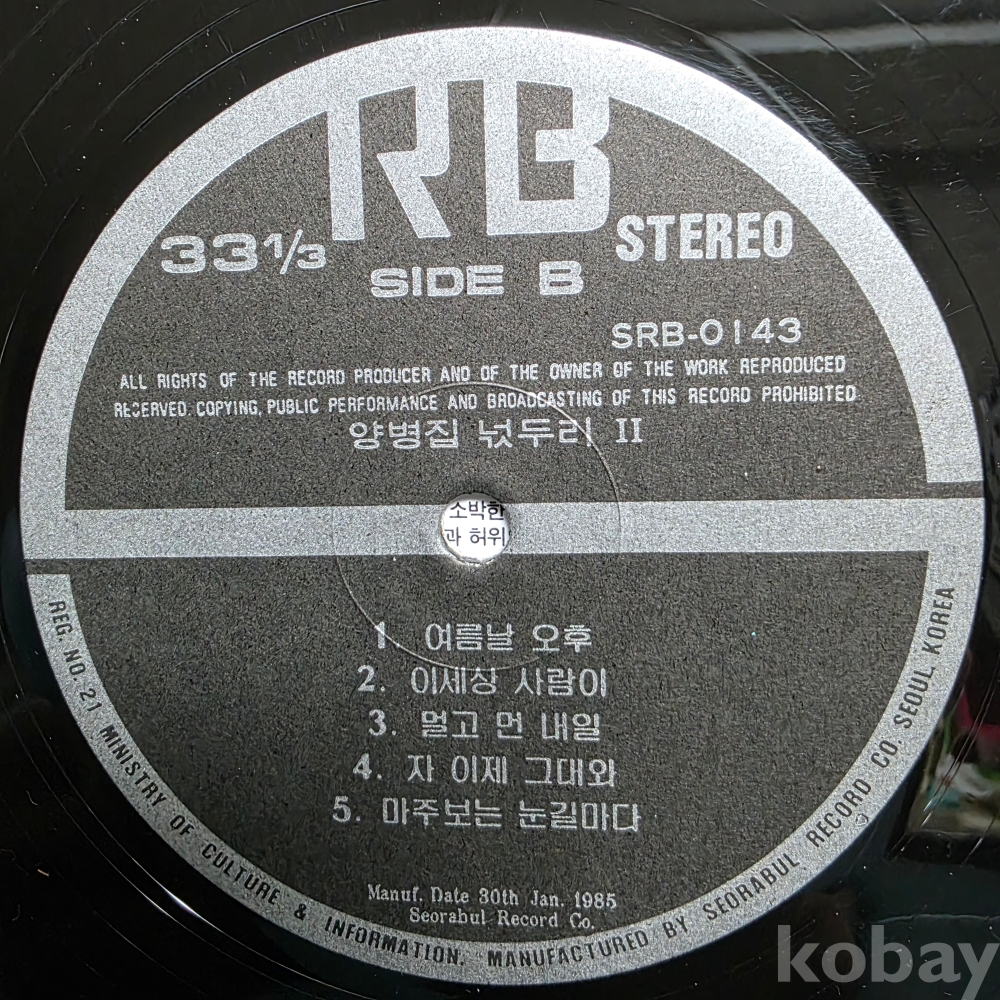 RB
33 1/3
STEREO
SIDE B
SRB-0143
ALL RIGHTS OF THE RECORD PRODUCER AND OF THE OWNER OF THE WORK REPRODUCED
RESERVED. COPYING, PUBLIC PERFORMANCE AND BROADCASTING OF THIS RECORD PROHIBITED
양병집 넋두리 II
소박한
과 허위
1. 여름날 오후
2. 이세상 사람이
3. 멀고 먼 내일
4. 자 이제 그대와
5. 마주보는 눈길마다
Manuf. Date 30th Jan. 1985
Seorabul Record Co.
REG. NO. 21 MINISTRY OF CULTURE & INFORMATION. MANUFACTURED BY SEORABUL RECORD CO. SEOUL KOREA
kobay